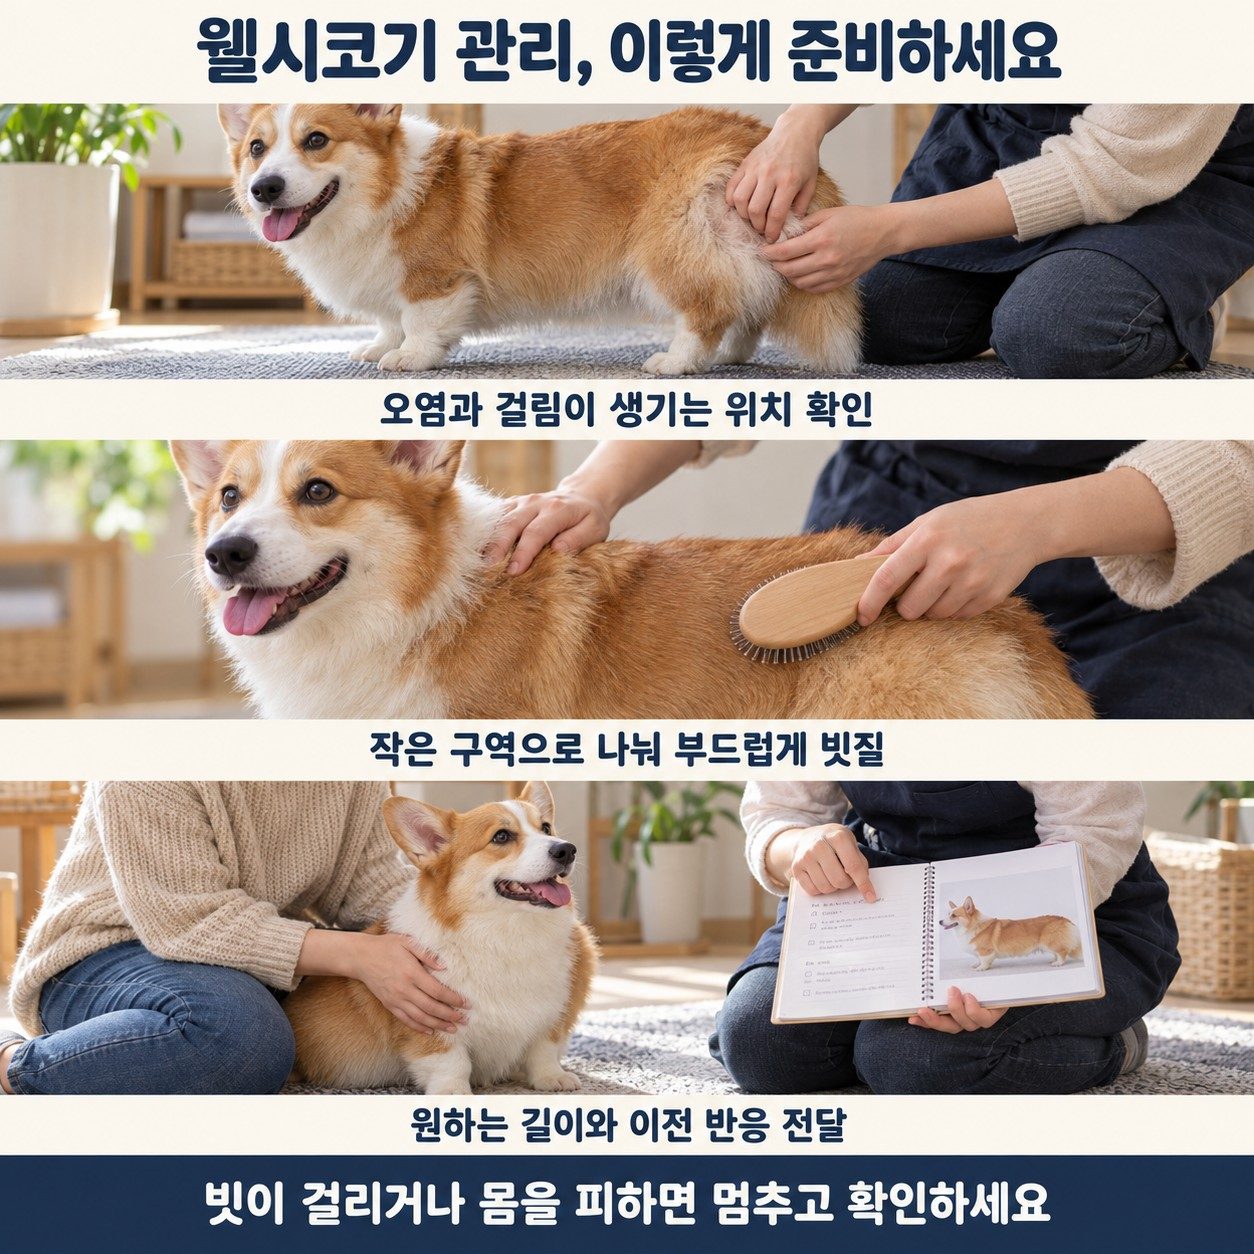 웰시코기 관리, 이렇게 준비하세요
오염과 걸림이 생기는 위치 확인
작은 구역으로 나눠 부드럽게 빗질
원하는 길이와 이전 반응 전달
빗이 걸리거나 몸을 피하면 멈추고 확인하세요